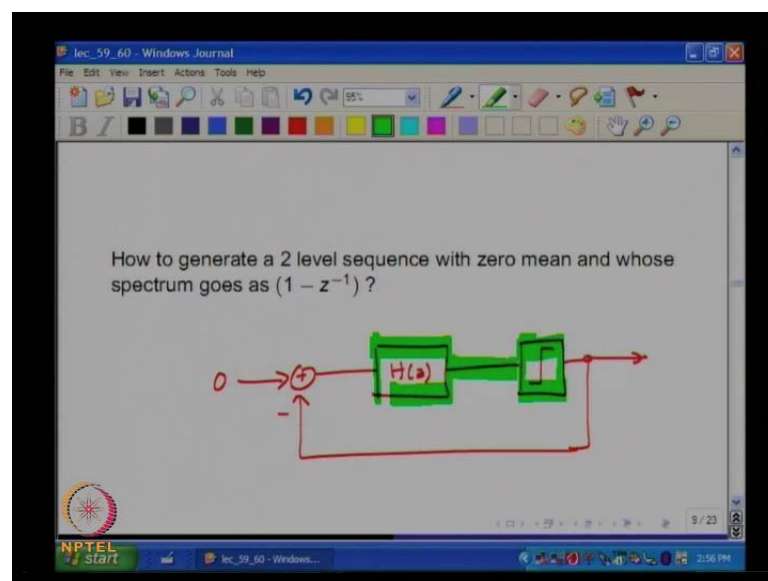 lec_59_60 - Windows Journal
File Edit View Insert Actions Tools Help
95%
B I
How to generate a 2 level sequence with zero mean and whose
spectrum goes as (1 − z⁻¹) ?
0 + H(z)
−
9 / 23
NPTEL
start lec_59_60 - Windows... 2:56 PM